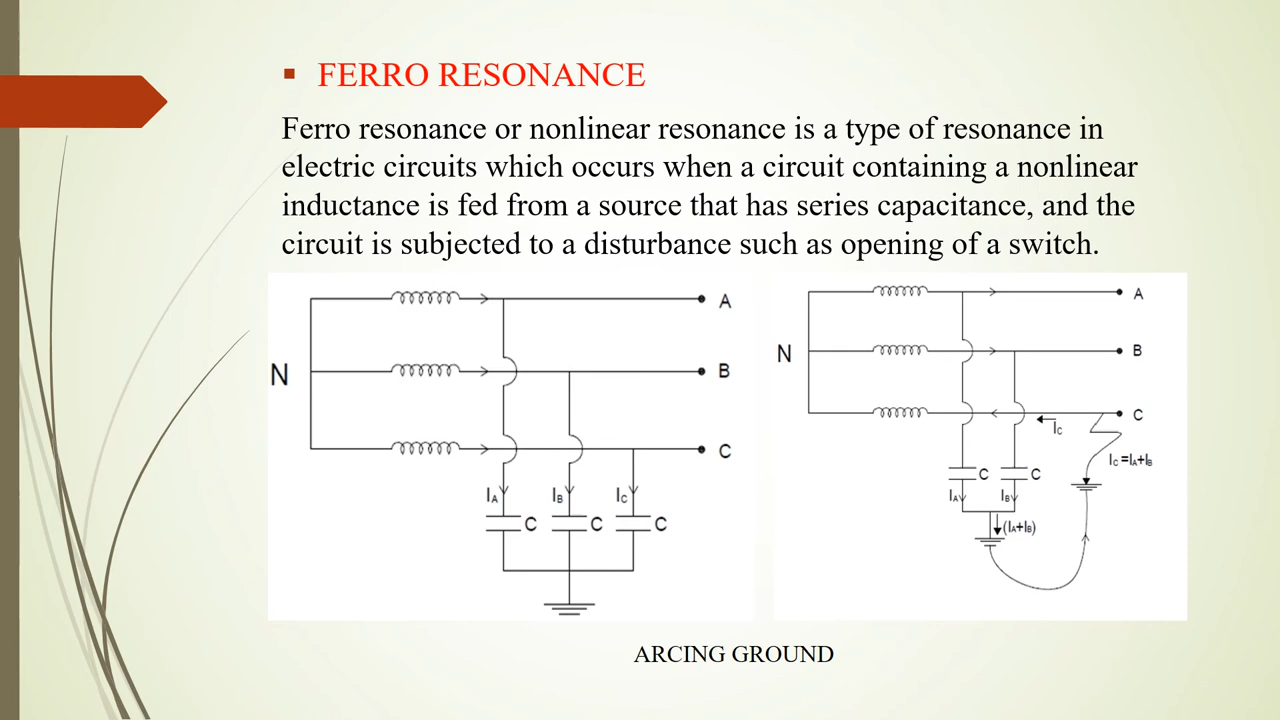 FERRO RESONANCE
Ferro resonance or nonlinear resonance is a type of resonance in
electric circuits which occurs when a circuit containing a nonlinear
inductance is fed from a source that has series capacitance, and the
circuit is subjected to a disturbance such as opening of a switch.
A
N
B
C
IA
IB
IC
C
C
C
A
N
B
C
IC
IC =IA+IB
C
C
IA
IB
(IA+IB)
ARCING GROUND